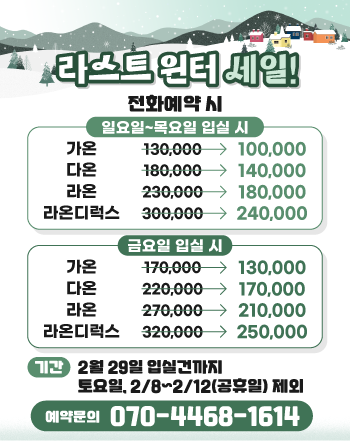 라스트 윈터 세일!
전화예약 시
일요일~목요일 입실 시
가온 130,000 → 100,000
다온 180,000 → 140,000
라온 230,000 → 180,000
라온디럭스 300,000 → 240,000
금요일 입실 시
가온 170,000 → 130,000
다온 220,000 → 170,000
라온 270,000 → 210,000
라온디럭스 320,000 → 250,000
기간 2월 29일 입실건까지
토요일, 2/8~2/12(공휴일) 제외
예약문의 070-4468-1614